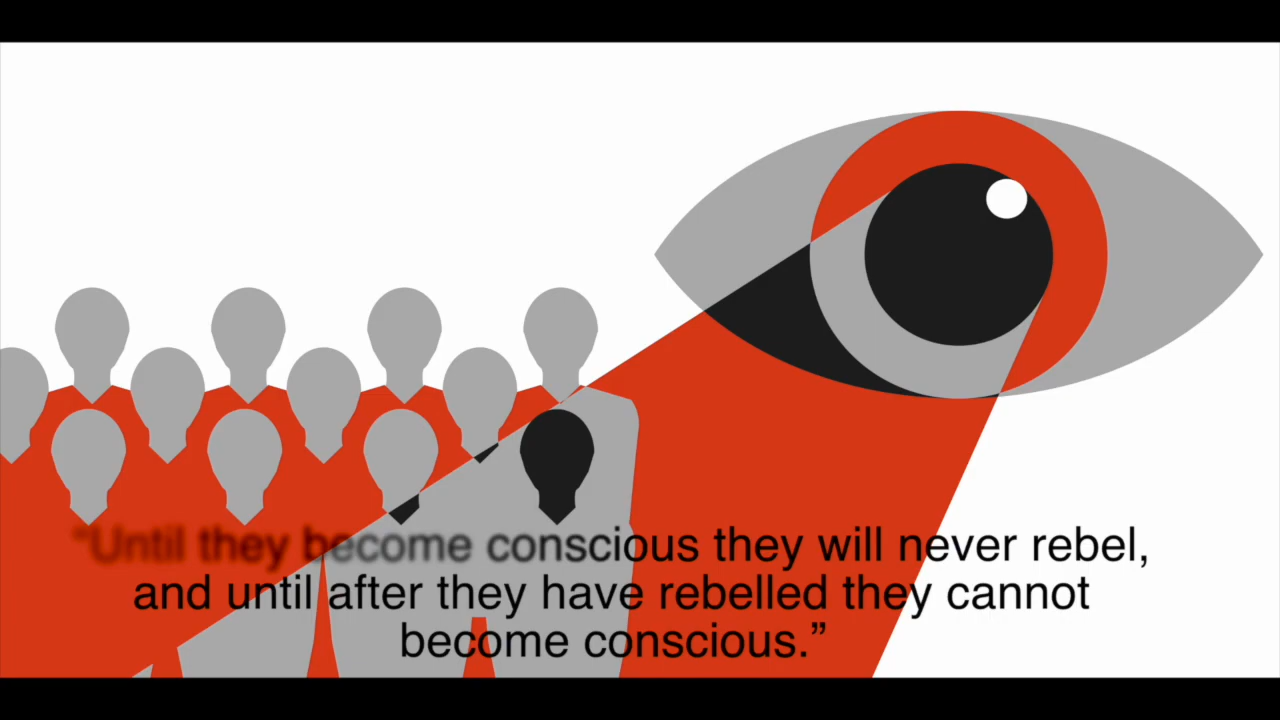 “Until they become conscious they will never rebel,
and until after they have rebelled they cannot
become conscious.”